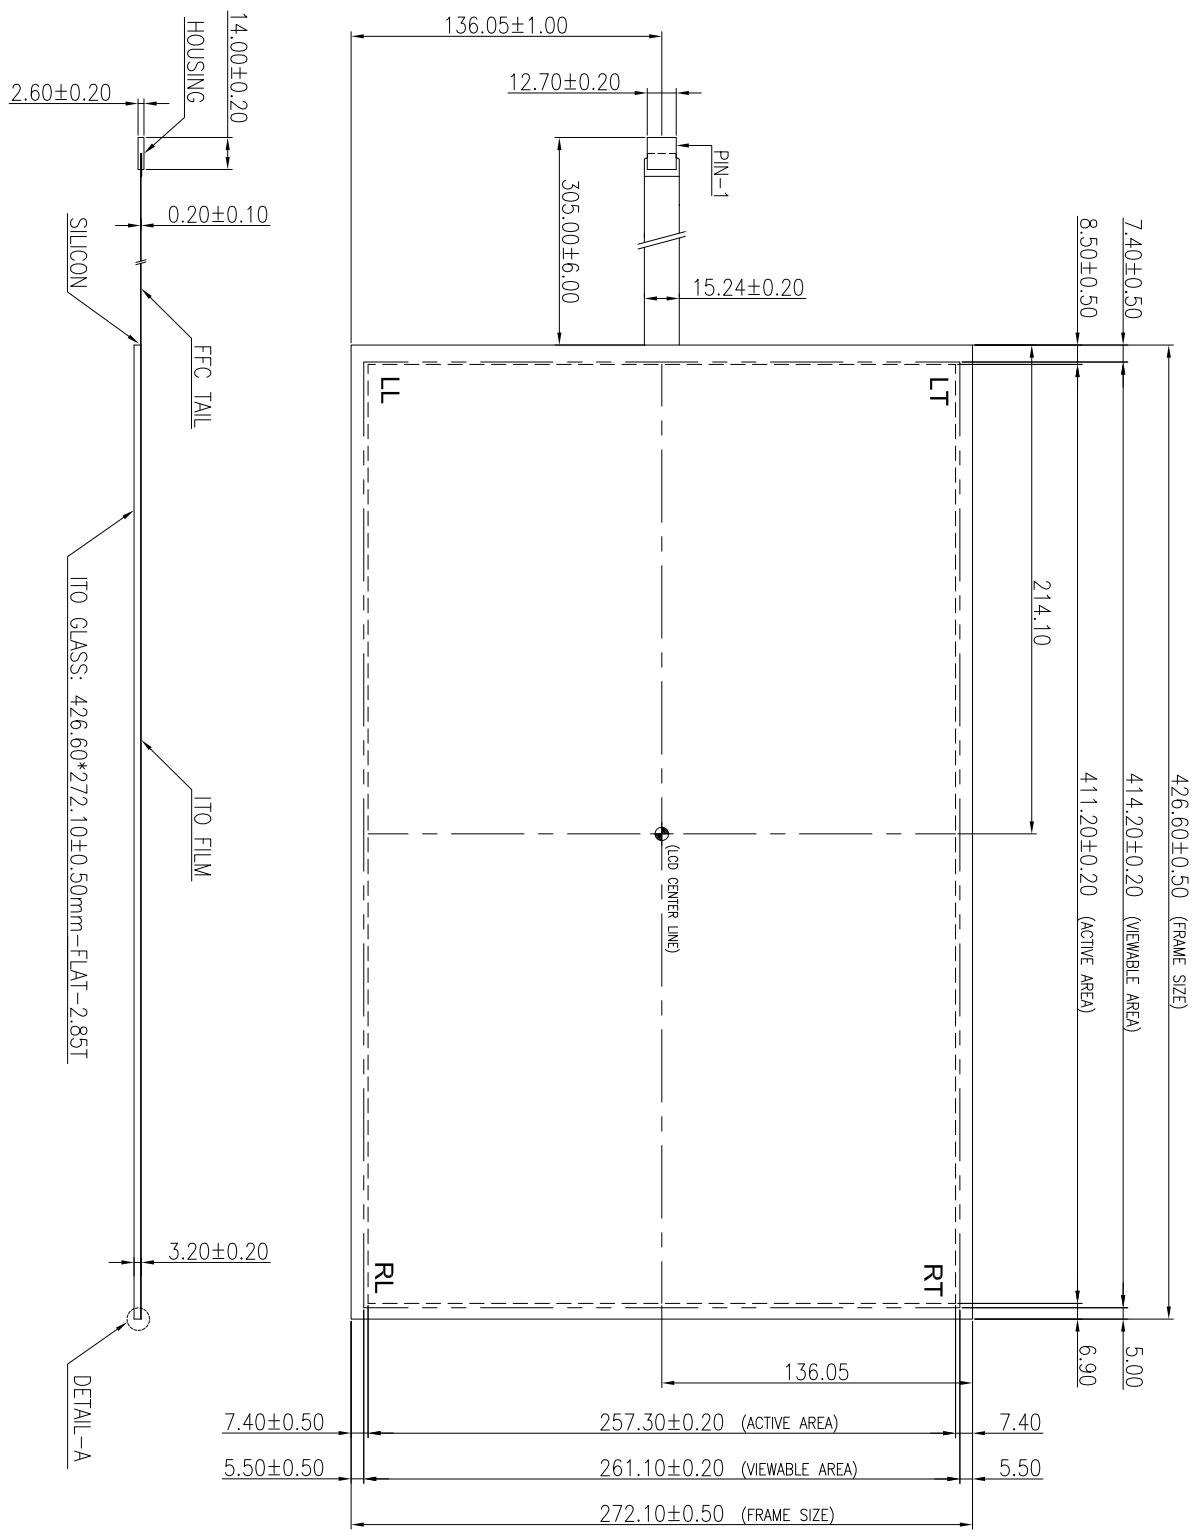 136.05±1.00
12.70±0.20
PIN-1
305.00±6.00
15.24±0.20
14.00±0.20
HOUSING
2.60±0.20
0.20±0.10
SILICON
FFC TAIL
ITO GLASS: 426.60*272.10±0.50mm-FLAT-2.85T
ITO FILM
3.20±0.20
DETAIL-A
7.40±0.50
8.50±0.50
426.60±0.50 (FRAME SIZE)
414.20±0.20 (VIEWABLE AREA)
411.20±0.20 (ACTIVE AREA)
214.10
5.00
6.90
LL
LT
(LCD CENTER LINE)
RL
RT
136.05
7.40±0.50
257.30±0.20 (ACTIVE AREA)
7.40
5.50±0.50
261.10±0.20 (VIEWABLE AREA)
5.50
272.10±0.50 (FRAME SIZE)